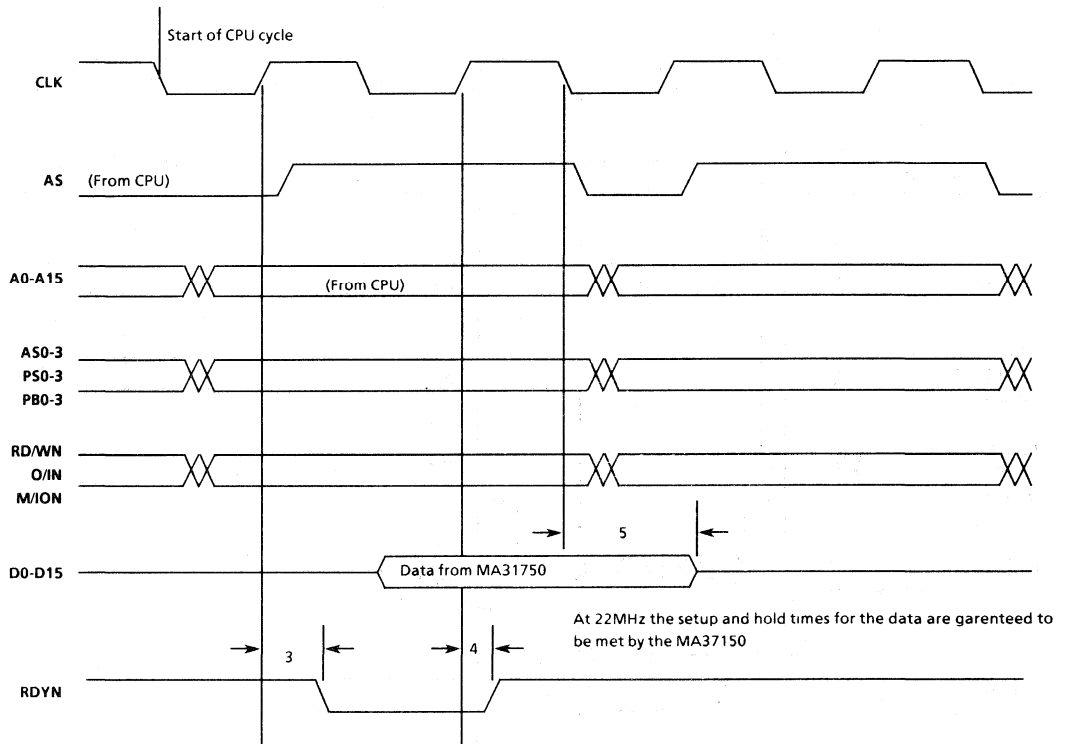 Start of CPU cycle
CLK
AS (From CPU)
A0-A15 (From CPU)
AS0-3
PS0-3
PB0-3
RD/WN
O/IN
M/ION
5
D0-D15 Data from MA31750
At 22MHz the setup and hold times for the data are garenteed to
be met by the MA37150
3 4
RDYN